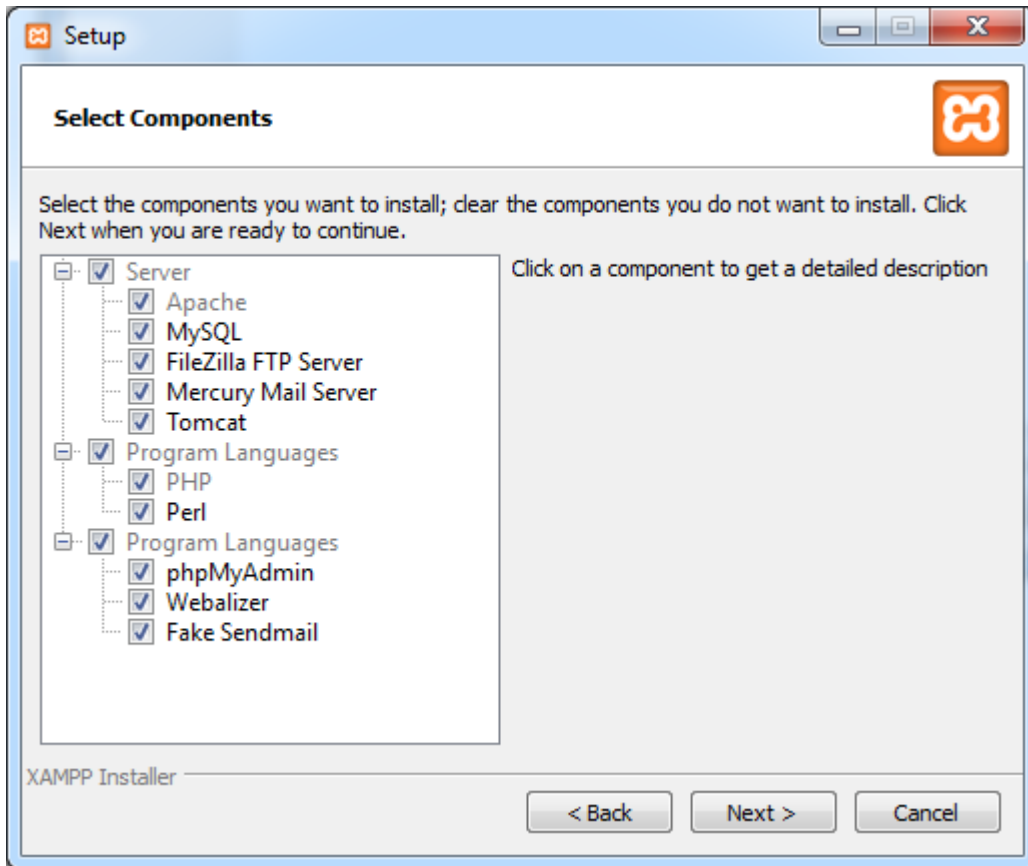 Setup
Select Components
Select the components you want to install; clear the components you do not want to install. Click
Next when you are ready to continue.
Server
Apache
MySQL
FileZilla FTP Server
Mercury Mail Server
Tomcat
Program Languages
PHP
Perl
Program Languages
phpMyAdmin
Webalizer
Fake Sendmail
Click on a component to get a detailed description
XAMPP Installer
< Back
Next >
Cancel